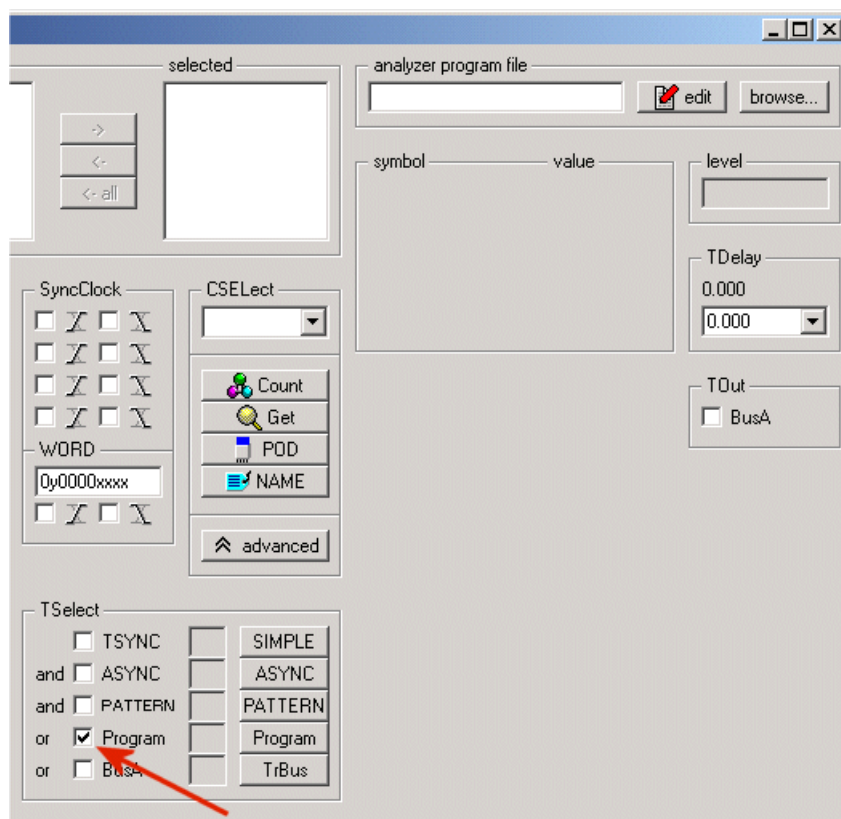 selected
->
<-
<- all
analyzer program file
edit
browse...
symbol
value
level
TDelay
0.000
0.000
TOut
BusA
SyncClock
WORD
0y0000xxxx
CSELect
Count
Get
POD
NAME
advanced
TSelect
TSYNC SIMPLE
and ASYNC ASYNC
and PATTERN PATTERN
or Program Program
or BusA TrBus